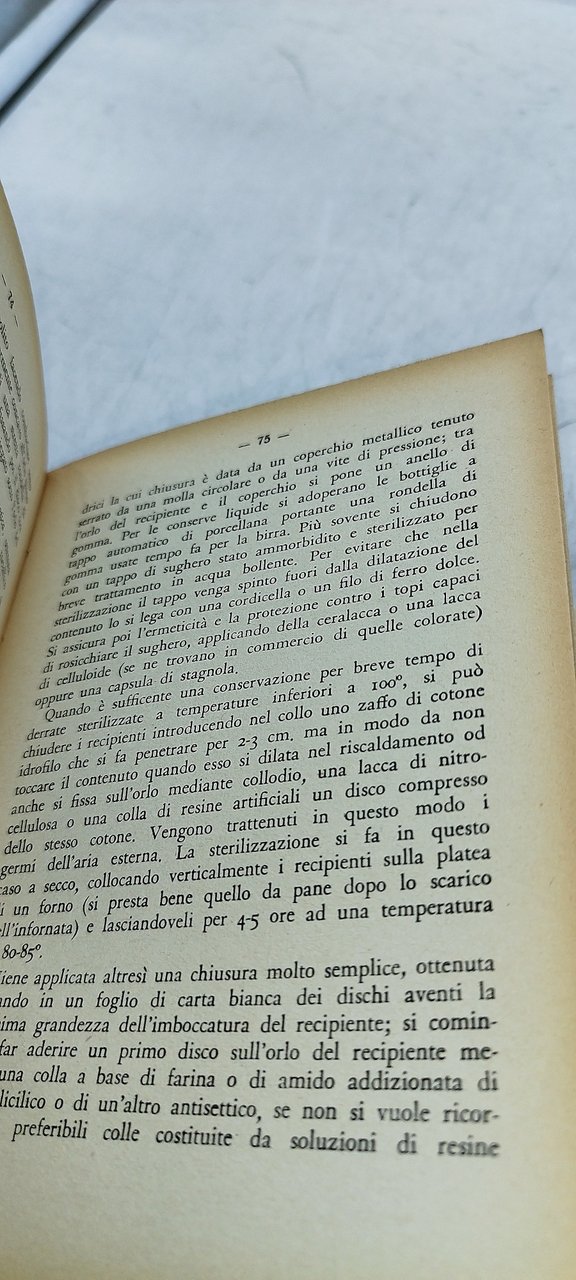 — 75 —
drici la cui chiusura è data da un coperchio metallico tenuto
serrato da una molla circolare o da una vite di pressione; tra
l'orlo del recipiente e il coperchio si pone un anello di
gomma. Per le conserve liquide si adoperano le bottiglie a
tappo automatico di porcellana portante una rondella di
gomma usate tempo fa per la birra. Più sovente si chiudono
con un tappo di sughero stato ammorbidito e sterilizzato per
breve trattamento in acqua bollente. Per evitare che nella
sterilizzazione il tappo venga spinto fuori dalla dilatazione del
contenuto lo si lega con una cordicella o un filo di ferro dolce.
Si assicura poi l'ermeticità e la protezione contro i topi capaci
di rosicchiare il sughero, applicando della ceralacca o una lacca
di celluloide (se ne trovano in commercio di quelle colorate)
oppure una capsula di stagnola.
Quando è sufficente una conservazione per breve tempo di
derrate sterilizzate a temperature inferiori a 100°, si può
chiudere i recipienti introducendo nel collo uno zaffo di cotone
idrofilo che si fa penetrare per 2-3 cm. ma in modo da non
toccare il contenuto quando esso si dilata nel riscaldamento od
anche si fissa sull'orlo mediante collodio, una lacca di nitro-
cellulosa o una colla di resine artificiali un disco compresso
dello stesso cotone. Vengono trattenuti in questo modo i
germi dell'aria esterna. La sterilizzazione si fa in questo
caso a secco, collocando verticalmente i recipienti sulla platea
di un forno (si presta bene quello da pane dopo lo scarico
ell'infornata) e lasciandoveli per 4-5 ore ad una temperatura
80-85°.
iene applicata altresì una chiusura molto semplice, ottenuta
ando in un foglio di carta bianca dei dischi aventi la
ima grandezza dell'imboccatura del recipiente; si comin-
far aderire un primo disco sull'orlo del recipiente me-
una colla a base di farina o di amido addizionata di
licilico o di un'altro antisettico, se non si vuole ricor-
preferibili colle costituite da soluzioni di resine